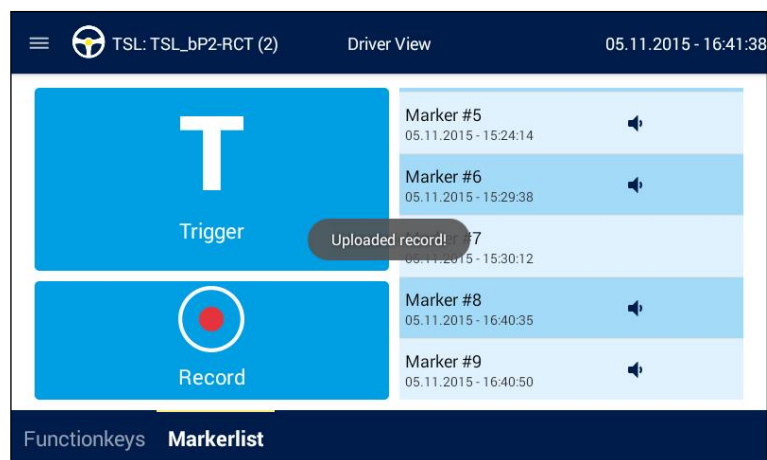 TSL: TSL_bP2-RCT (2)
Driver View
05.11.2015 - 16:41:38
T
Trigger
Record
Marker #5
05.11.2015 - 15:24:14
Marker #6
05.11.2015 - 15:29:38
Marker #7
05.11.2015 - 15:30:12
Uploaded record!
Marker #8
05.11.2015 - 16:40:35
Marker #9
05.11.2015 - 16:40:50
Functionkeys
Markerlist